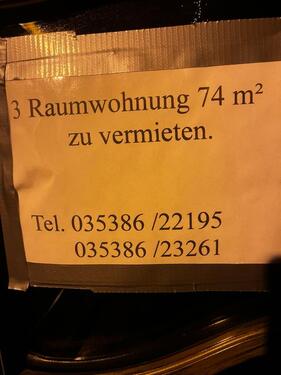 3 Raumwohnung 74 m²
zu vermieten.
Tel. 035386 /22195
035386 /23261